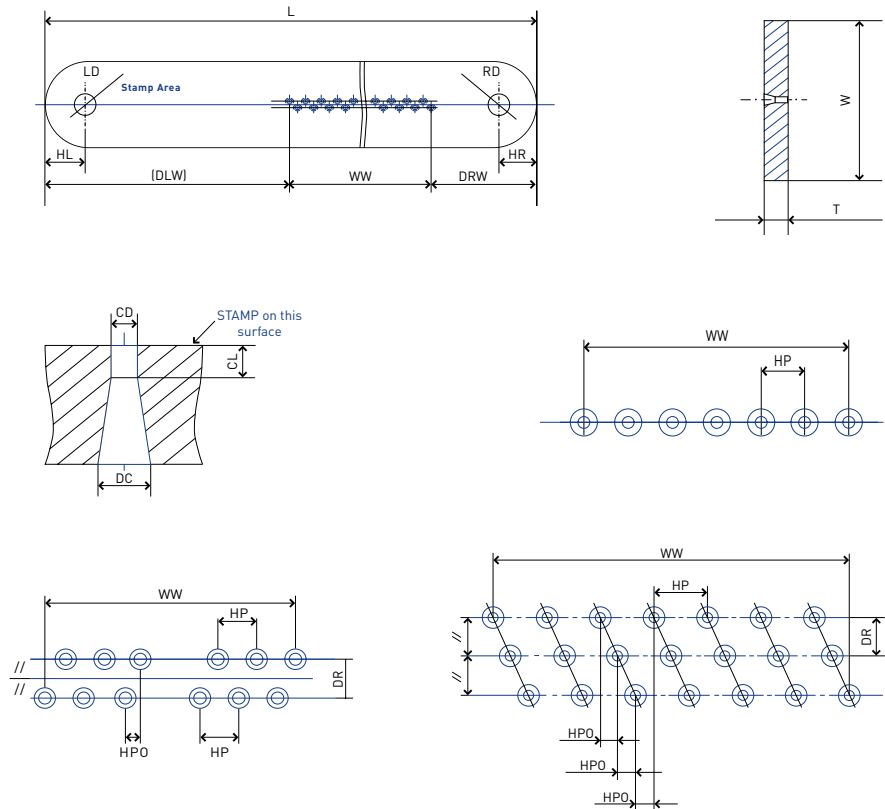 L
LD
Stamp Area
RD
HL
HR
(DLW)
WW
DRW
W
T
CD
STAMP on this
surface
CL
DC
WW
HP
WW
HP
//
//
DR
HPO
HP
WW
HP
//
//
DR
HPO
HPO
HPO